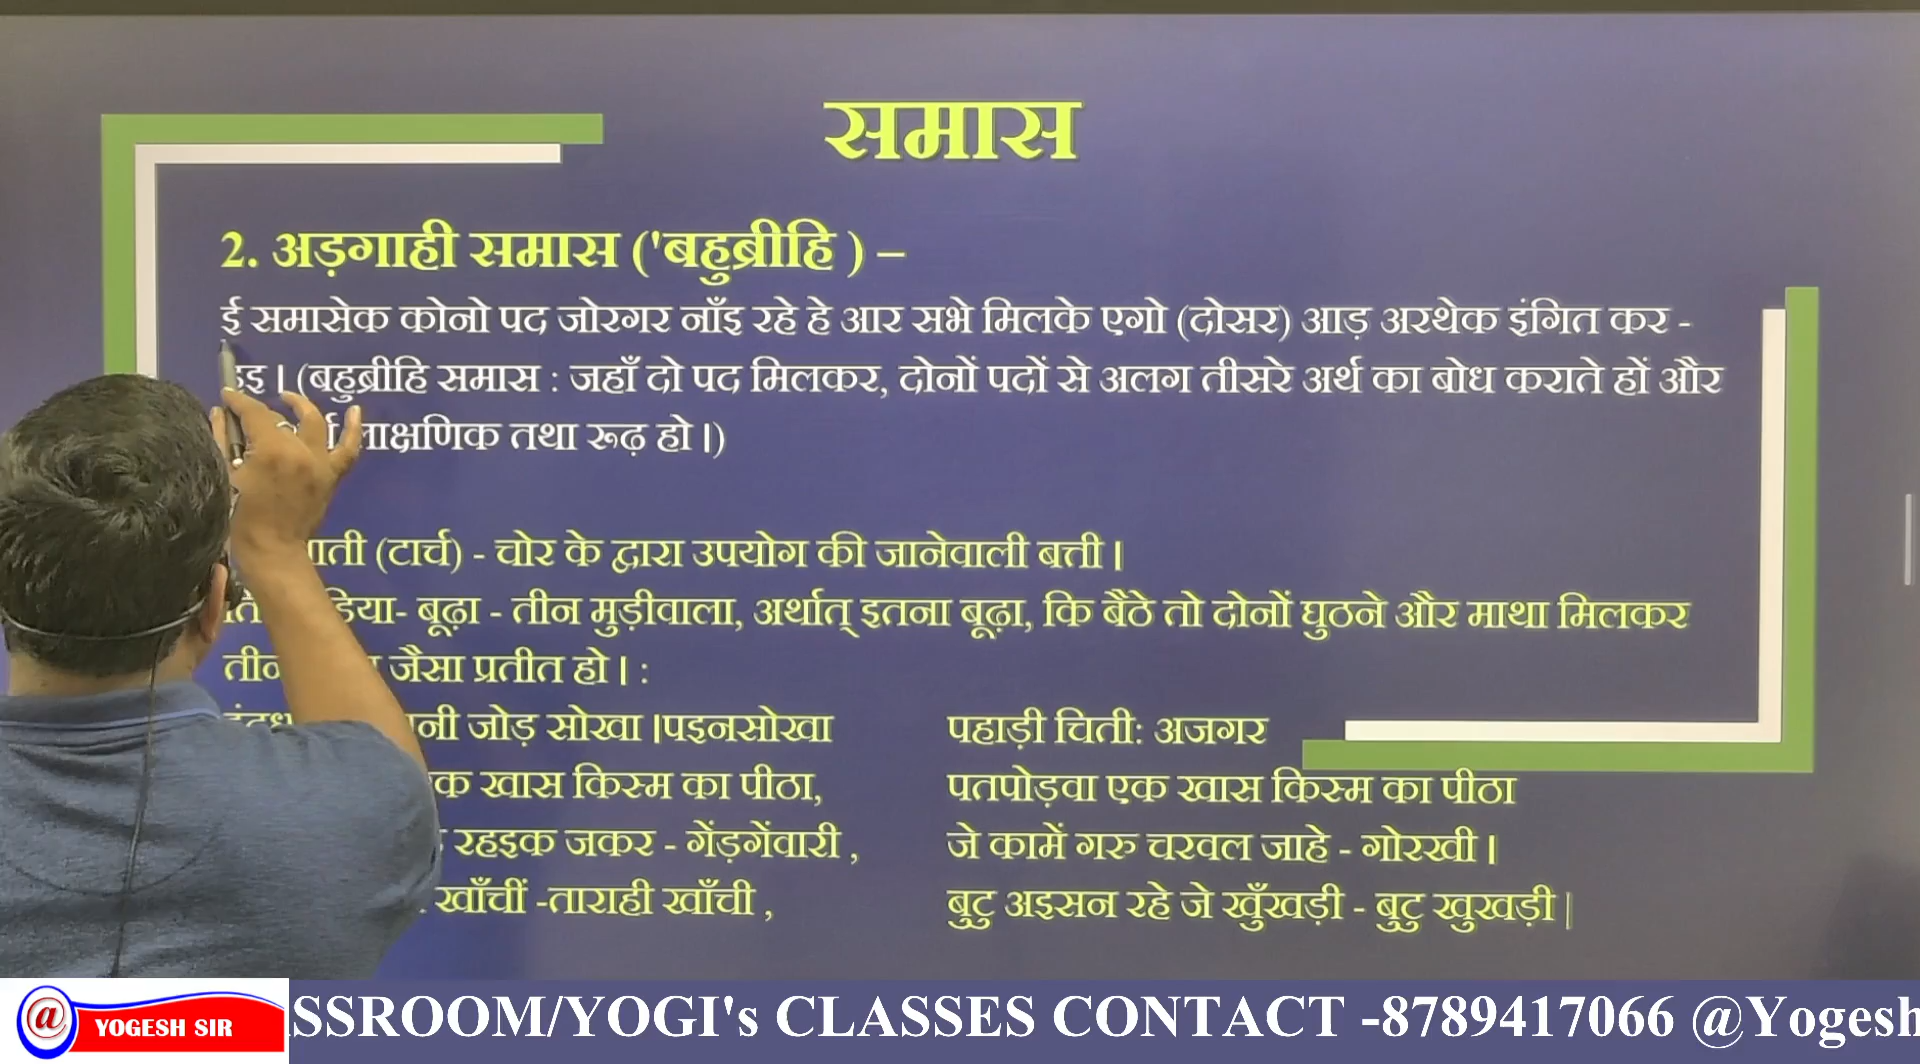 समास
2. अड़गाही समास ('बहुब्रीहि ) –
ई समासेक कोनो पद जोरगर नाँइ रहे हे आर सभे मिलके एगो (दोसर) आड़ अरथेक इंगित कर -
हइ । (बहुब्रीहि समास : जहाँ दो पद मिलकर, दोनों पदों से अलग तीसरे अर्थ का बोध कराते हों और
लाक्षणिक तथा रूढ़ हो ।)
(टार्च) - चोर के द्वारा उपयोग की जानेवाली बत्ती ।
बूढ़ा - तीन मुड़ीवाला, अर्थात् इतना बूढ़ा, कि बैठे तो दोनों घुठने और माथा मिलकर
जैसा प्रतीत हो । :
जोड़ सोखा ।पइनसोखा
पहाड़ी चिती: अजगर
खास किस्म का पीठा,
पतपोड़वा एक खास किस्म का पीठा
रहइक जकर - गेंड़गेंवारी ,
जे कामें गरु चरवल जाहे - गोरखी ।
खाँचीं -ताराही खाँची ,
बुटु अइसन रहे जे खुँखड़ी - बुटु खुखड़ी |
@ YOGESH SIR
SSROOM/YOGI's CLASSES CONTACT -8789417066 @Yogesh